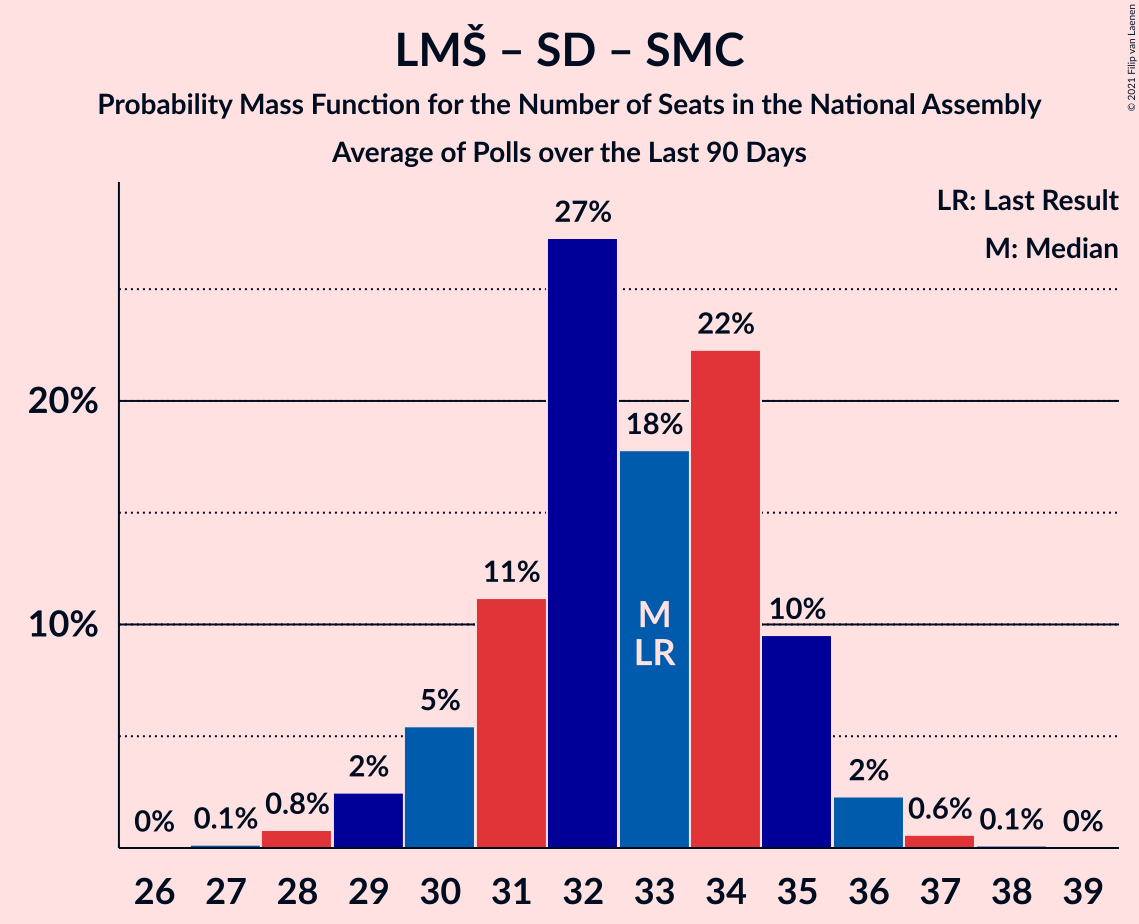 LMŠ – SD – SMC
Probability Mass Function for the Number of Seats in the National Assembly
Average of Polls over the Last 90 Days
© 2021 Filip van Laenen
LR: Last Result
M: Median
27%
22%
20%
18%
11%
10%
10%
M
LR
5%
2%
2%
0%
0.1%
0.8%
0.6%
0.1%
0%
26 27 28 29 30 31 32 33 34 35 36 37 38 39